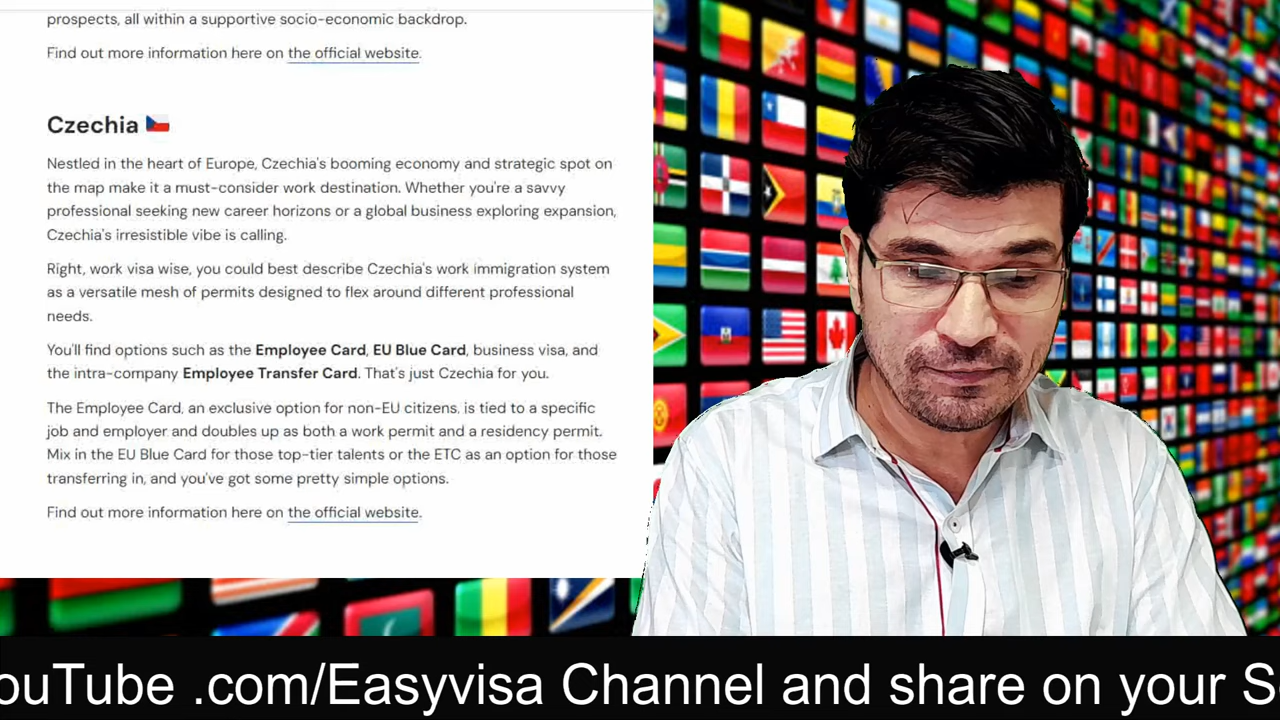 prospects, all within a supportive socio-economic backdrop.
Find out more information here on the official website.
Czechia
Nestled in the heart of Europe, Czechia's booming economy and strategic spot on
the map make it a must-consider work destination. Whether you're a savvy
professional seeking new career horizons or a global business exploring expansion,
Czechia's irresistible vibe is calling.
Right, work visa wise, you could best describe Czechia's work immigration system
as a versatile mesh of permits designed to flex around different professional
needs.
You'll find options such as the Employee Card, EU Blue Card, business visa, and
the intra-company Employee Transfer Card. That's just Czechia for you.
The Employee Card, an exclusive option for non-EU citizens, is tied to a specific
job and employer and doubles up as both a work permit and a residency permit.
Mix in the EU Blue Card for those top-tier talents or the ETC as an option for those
transferring in, and you've got some pretty simple options.
Find out more information here on the official website.
ouTube .com/Easyvisa Channel and share on your S